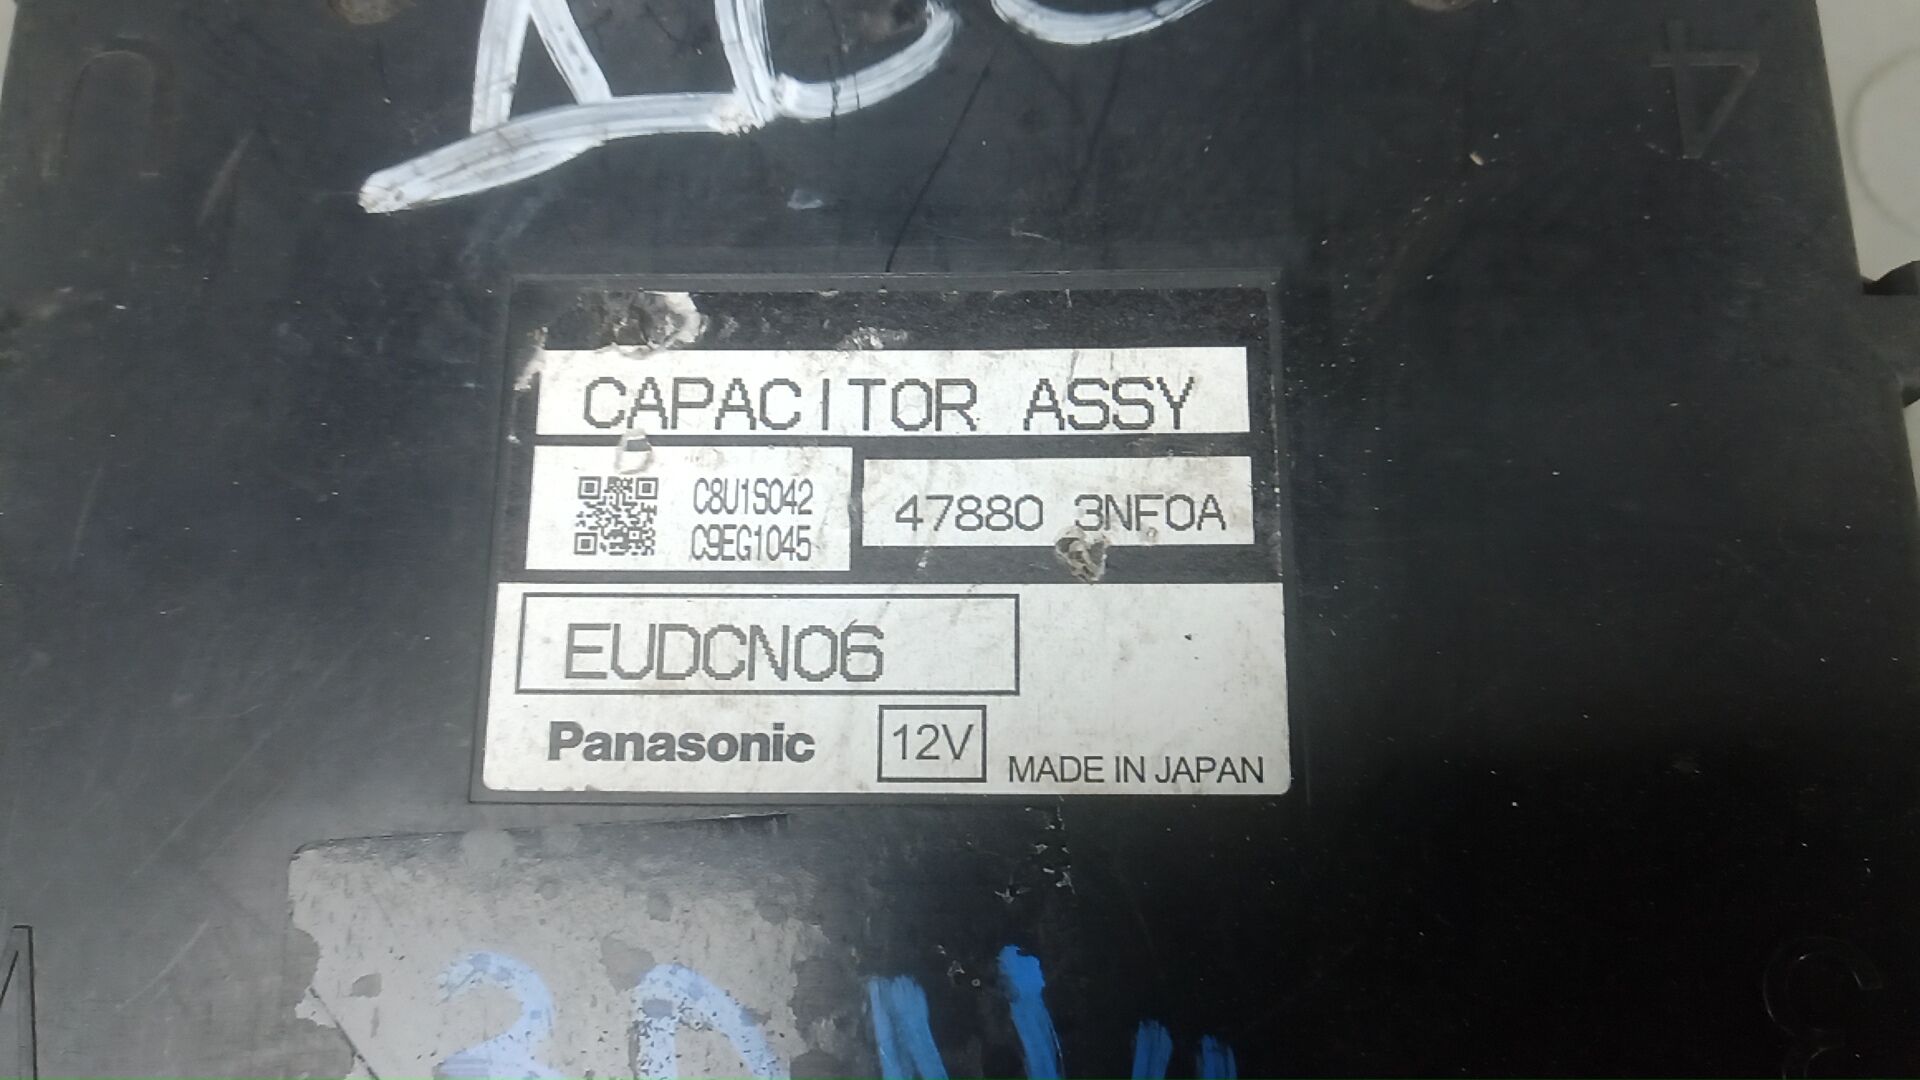 CAPACITOR ASSY
C8U1S042
C9EG1045
47880 3NF0A
EUDCN06
Panasonic
12V
MADE IN JAPAN